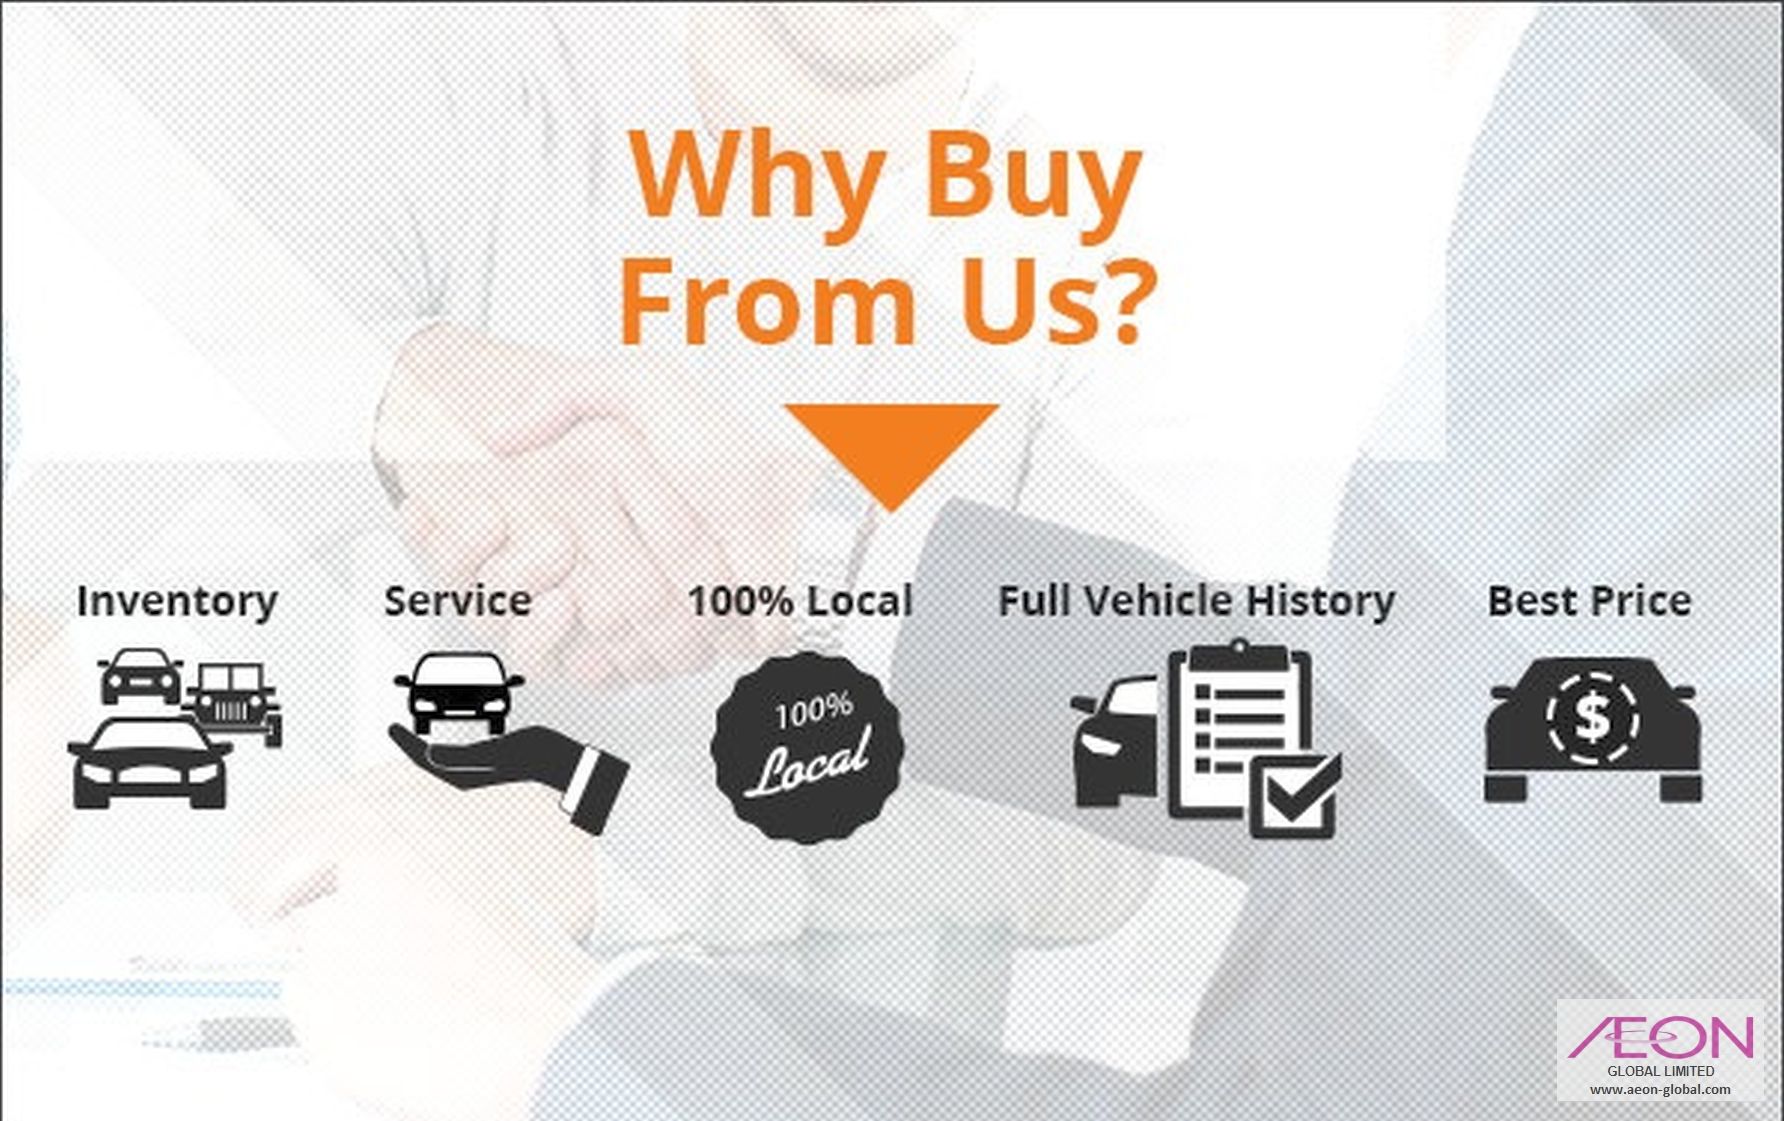 Why Buy
From Us?
Inventory
Service
100% Local
Full Vehicle History
Best Price
100%
Local
$
ÆON
GLOBAL LIMITED
www.aeon-global.com